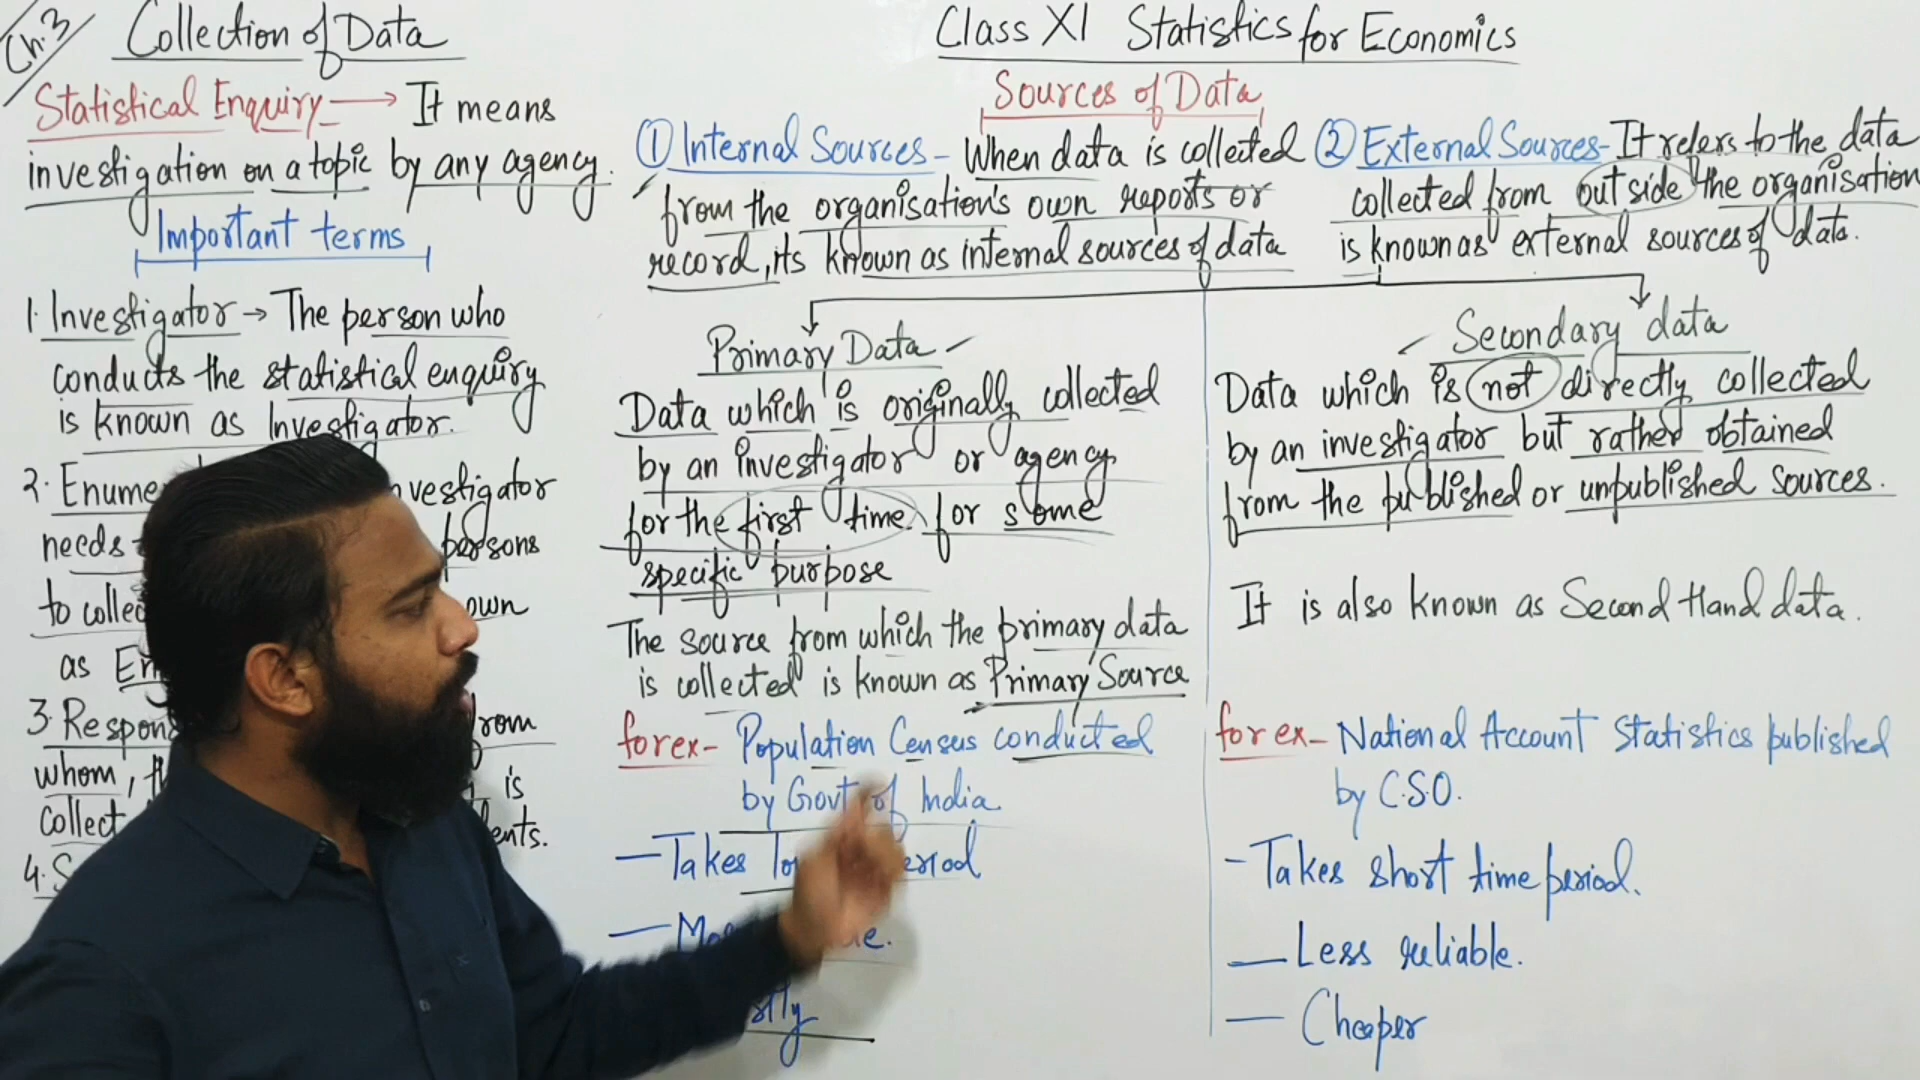 Ch.3
Collection of Data
Statistical Enquiry → It means
investigation on a topic by any agency.
Important terms
1. Investigator → The person who
conducts the statistical enquiry
is known as Investigator.
2. Enume vestigator
needs persons
to collec own
as En
3. Respon from
whom, is
collect ents.
4. S
Class XI Statistics for Economics
Sources of Data
① Internal Sources - When data is collected
from the organisation's own reports or
record, its known as internal sources of data
② External Sources - It refers to the data
collected from outside the organisation
is known as external sources of data.
Primary Data
Data which is originally collected
by an investigator or agency
for the first time for some
specific purpose
The source from which the primary data
is collected is known as Primary Source
for ex - Population Census conducted
by Govt of India
— Takes lo eriod
— Mo le.
stly
Secondary data
Data which is not directly collected
by an investigator but rather obtained
from the published or unpublished sources.
It is also known as Second Hand data.
for ex - National Account Statistics published
by C.S.O.
- Takes short time period.
— Less reliable.
— Cheaper